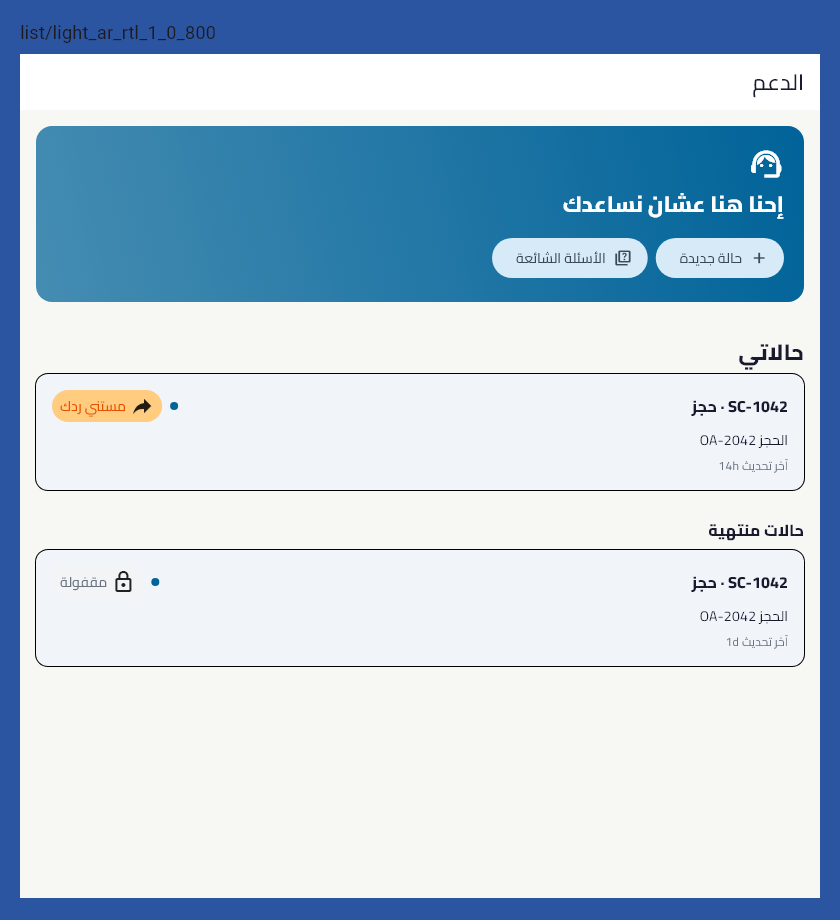 list/light_ar_rtl_1_0_800
الدعم
إحنا هنا عشان نساعدك
حالة جديدة
الأسئلة الشائعة
حالاتي
SC-1042 · حجز
مستني ردك
الحجز OA-2042
آخر تحديث 14h
حالات منتهية
SC-1042 · حجز
مقفولة
الحجز OA-2042
آخر تحديث 1d